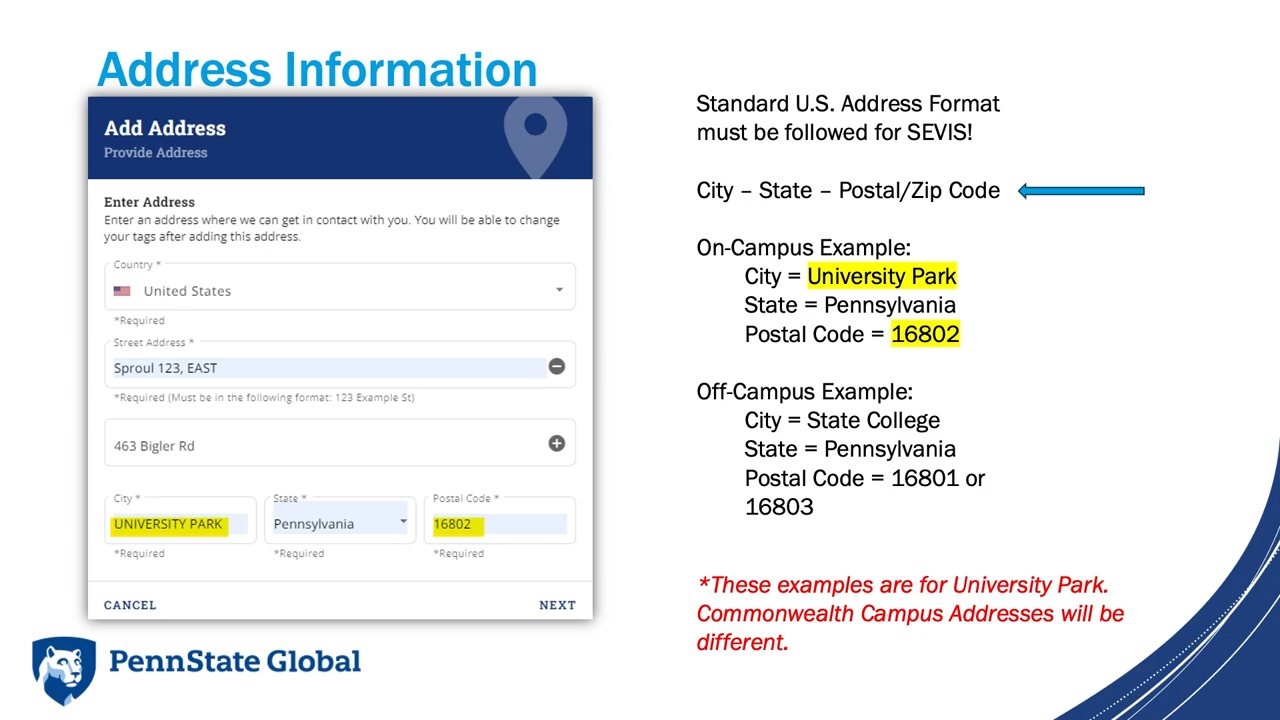 Address Information
Add Address
Provide Address
Enter Address
Enter an address where we can get in contact with you. You will be able to change
your tags after adding this address.
Country *
United States
*Required
Street Address *
Sproul 123, EAST
*Required (Must be in the following format: 123 Example St)
463 Bigler Rd
City * State * Postal Code *
UNIVERSITY PARK Pennsylvania 16802
*Required *Required *Required
CANCEL NEXT
PennState Global
Standard U.S. Address Format
must be followed for SEVIS!
City – State – Postal/Zip Code
On-Campus Example:
City = University Park
State = Pennsylvania
Postal Code = 16802
Off-Campus Example:
City = State College
State = Pennsylvania
Postal Code = 16801 or
16803
*These examples are for University Park.
Commonwealth Campus Addresses will be
different.